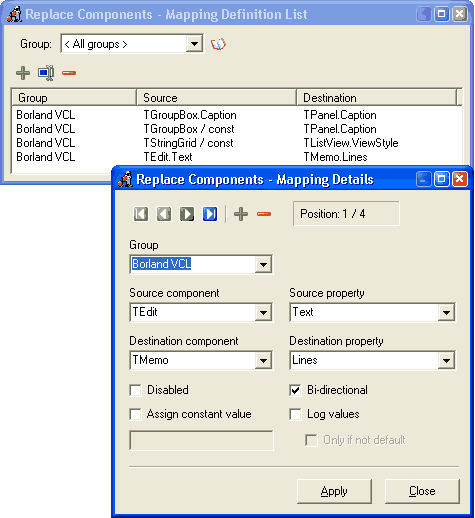 Replace Components - Mapping Definition List
Group: < All groups >
Group Source Destination
Borland VCL TGroupBox.Caption TPanel.Caption
Borland VCL TGroupBox / const TPanel.Caption
Borland VCL TStringGrid / const TListView.ViewStyle
Borland VCL TEdit.Text TMemo.Lines
Replace Components - Mapping Details
Position: 1 / 4
Group
Borland VCL
Source component Source property
TEdit Text
Destination component Destination property
TMemo Lines
Disabled Bi-directional
Assign constant value Log values
Only if not default
Apply Close